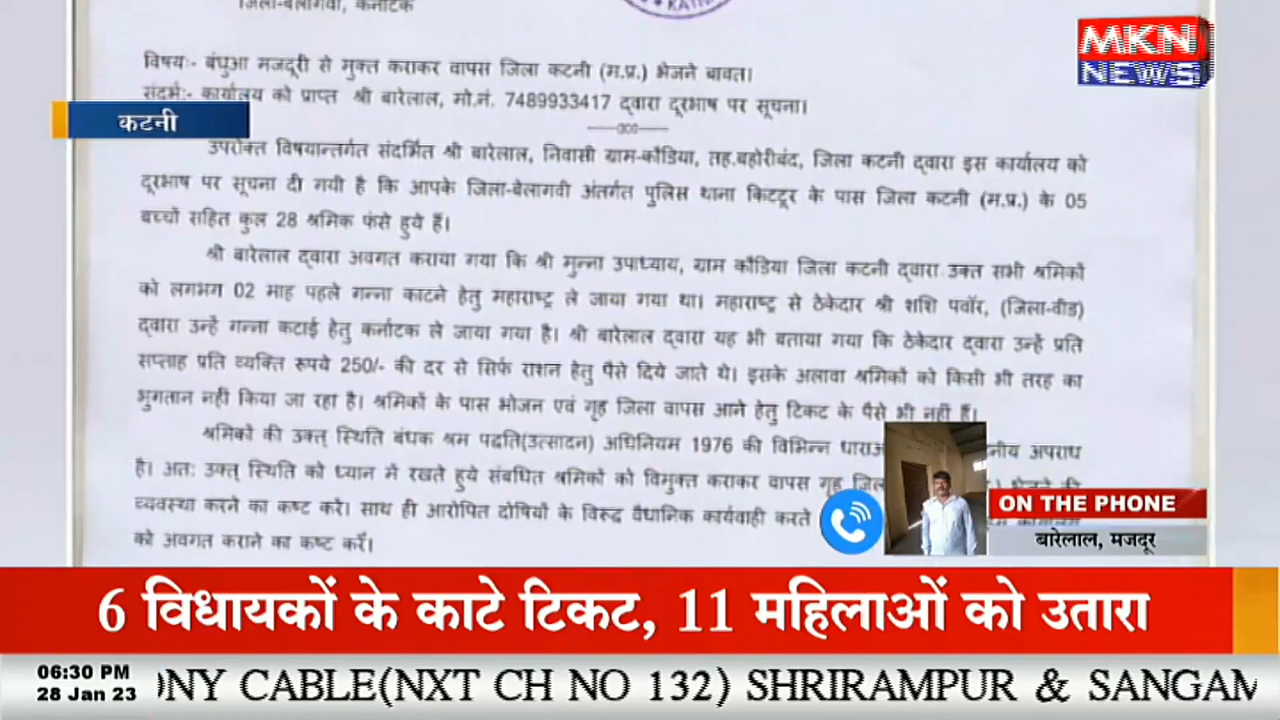 जिला-बेलागवी, कर्नाटक
KATNI
MKN
NEWS
विषयः- बंधुआ मजदूरी से मुक्त कराकर वापस जिला कटनी (म.प्र.) भेजने बावत।
संदर्भ:- कार्यालय को प्राप्त श्री बारेलाल, मो.नं. 7489933417 द्वारा दूरभाष पर सूचना।
कटनी
उपरोक्त विषयान्तर्गत संदर्भित श्री बारेलाल, निवासी ग्राम-कौडिया, तह.बहोरीबंद, जिला कटनी द्वारा इस कार्यालय को
दूरभाष पर सूचना दी गयी है कि आपके जिला-बेलागवी अंतर्गत पुलिस थाना किटटूर के पास जिला कटनी (म.प्र.) के 05
बच्चों सहित कुल 28 श्रमिक फंसे हुये हैं।
श्री बारेलाल द्वारा अवगत कराया गया कि श्री मुन्ना उपाध्याय, ग्राम कौडिया जिला कटनी द्वारा उक्त सभी श्रमिकों
को लगभग 02 माह पहले गन्ना काटने हेतु महाराष्ट्र ले जाया गया था। महाराष्ट्र से ठेकेदार श्री शशि पवॉर, (जिला-वीड)
द्वारा उन्हें गन्ना कटाई हेतु कर्नाटक ले जाया गया है। श्री बारेलाल द्वारा यह भी बताया गया कि ठेकेदार द्वारा उन्हें प्रति
सप्ताह प्रति व्यक्ति रूपये 250/- की दर से सिर्फ राशन हेतु पैसे दिये जाते थे। इसके अलावा श्रमिकों को किसी भी तरह का
भुगतान नही किया जा रहा है। श्रमिकों के पास भोजन एवं गृह जिला वापस आने हेतु टिकट के पैसे भी नहीं हैं।
श्रमिकों की उक्त् स्थिति बंधक श्रम पद्धति(उत्सादन) अधिनियम 1976 की विभिन्न धाराअ नीय अपराध
है। अतः उक्त् स्थिति को ध्यान में रखते हुये संबधित श्रमिकों को विमुक्त कराकर वापस गृह जिल भेजने की
व्यवस्था करने का कष्ट करे। साथ ही आरोपित दोषियों के विरुद्ध वैधानिक कार्यवाही करते
को अवगत कराने का कष्ट करेँ।
ON THE PHONE
बारेलाल, मजदूर
6 विधायकों के काटे टिकट, 11 महिलाओं को उतारा
06:30 PM
28 Jan 23
ONY CABLE(NXT CH NO 132) SHRIRAMPUR & SANGAM